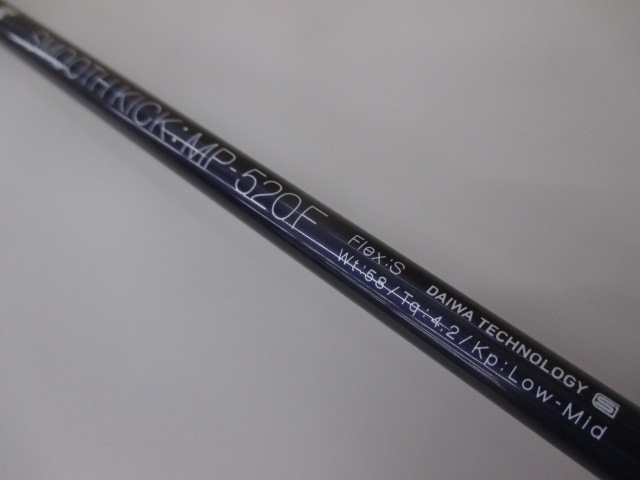 SMOOTH KICK:MP-520F
Flex:S DAIWA TECHNOLOGY S
Wt:58/Tq:4.2/Kp:Low-Mid